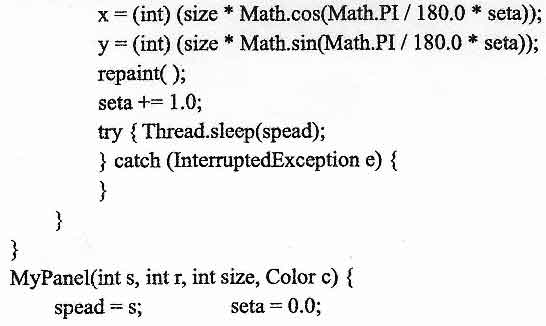 x = (int) (size * Math.cos(Math.PI / 180.0 * seta));
y = (int) (size * Math.sin(Math.PI / 180.0 * seta));
repaint( );
seta += 1.0;
try { Thread.sleep(spead);
} catch (InterruptedException e) {
}
}
}
MyPanel(int s, int r, int size, Color c) {
spead = s; seta = 0.0;